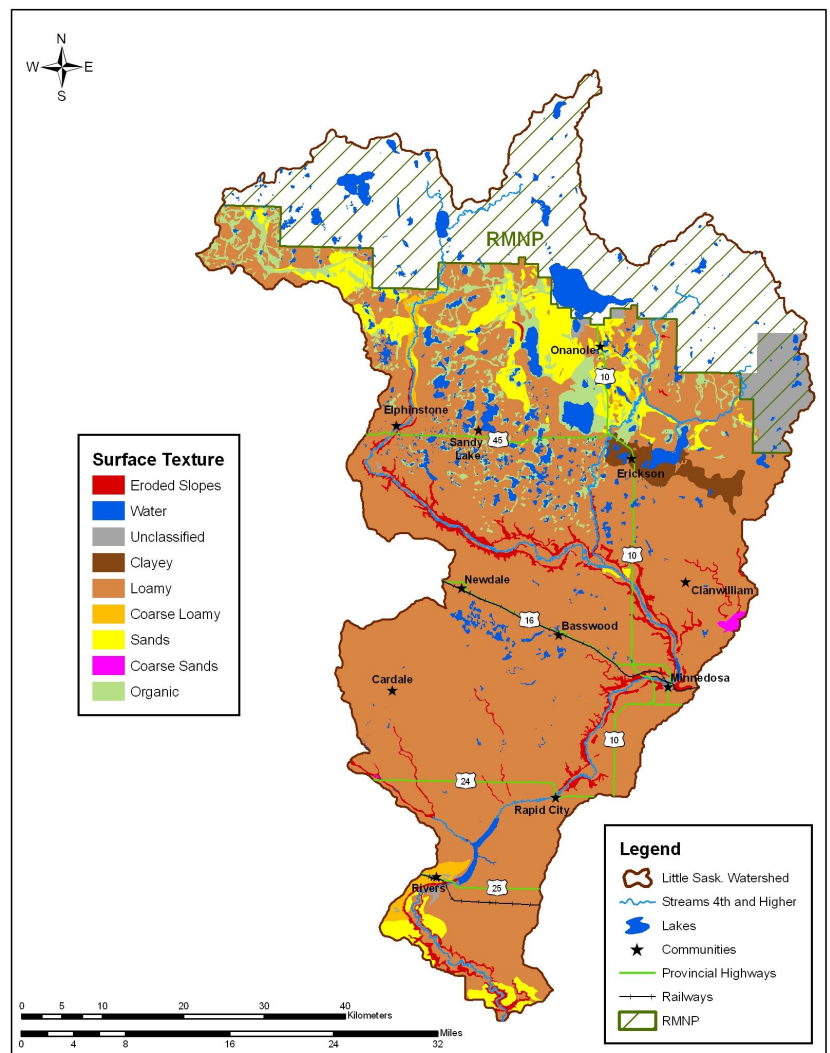 N
W E
S
RMNP
Onanole
10
Elphinstone
Sandy
Lake
45
Erickson
10
Clanwilliam
Newdale
16
Basswood
Minnedosa
Cardale
10
24
Rapid City
Rivers
25
Surface Texture
Eroded Slopes
Water
Unclassified
Clayey
Loamy
Coarse Loamy
Sands
Coarse Sands
Organic
Legend
Little Sask. Watershed
Streams 4th and Higher
Lakes
Communities
Provincial Highways
Railways
RMNP
0 5 10 20 30 40
Kilometers
Miles
0 4 8 16 24 32